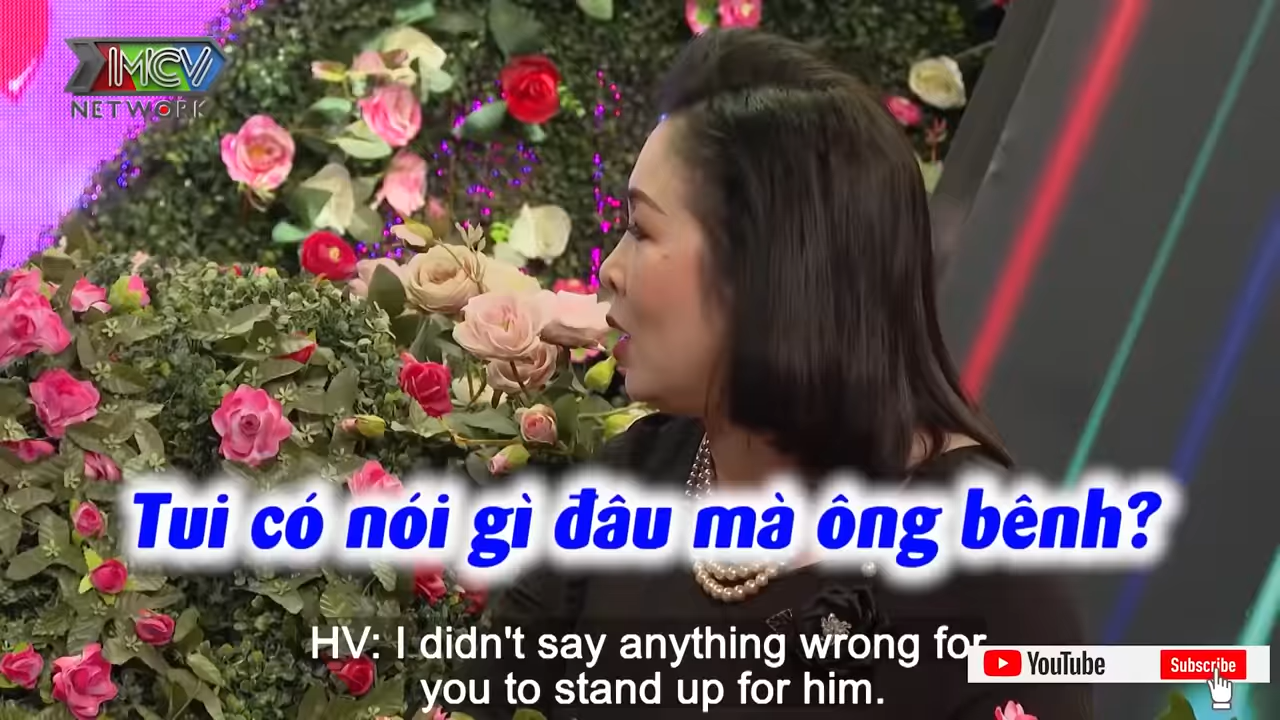 MCV
NETWORK
Tui có nói gì đâu mà ông bênh?
HV: I didn't say anything wrong for
you to stand up for him.
YouTube
Subscribe